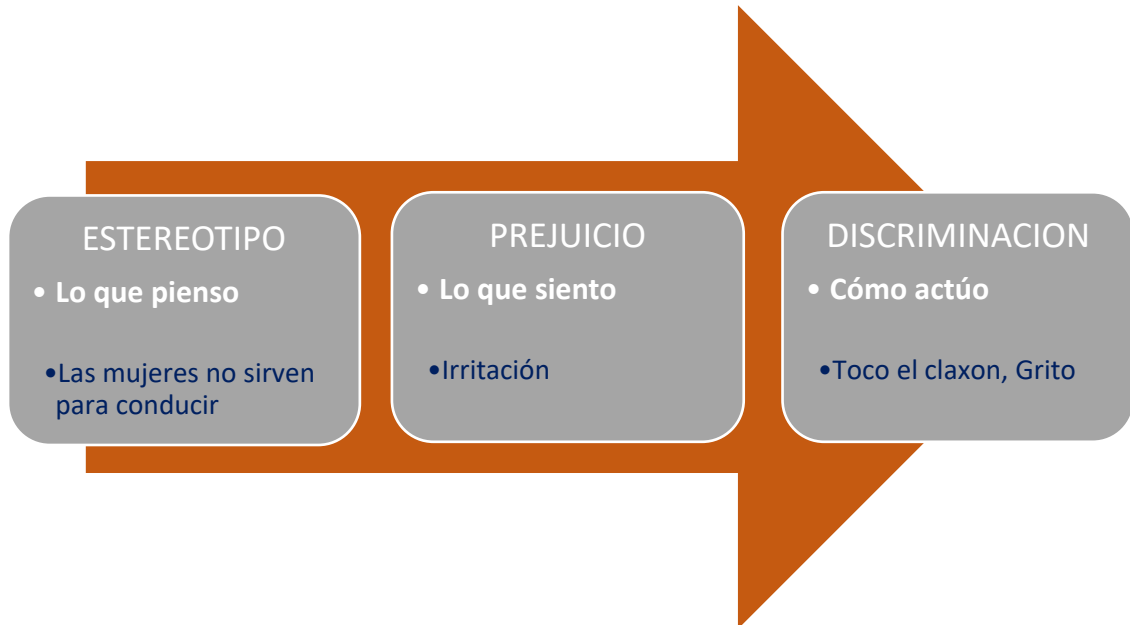 ESTEREOTIPO
• Lo que pienso
•Las mujeres no sirven
para conducir
PREJUICIO
• Lo que siento
•Irritación
DISCRIMINACION
• Cómo actúo
•Toco el claxon, Grito